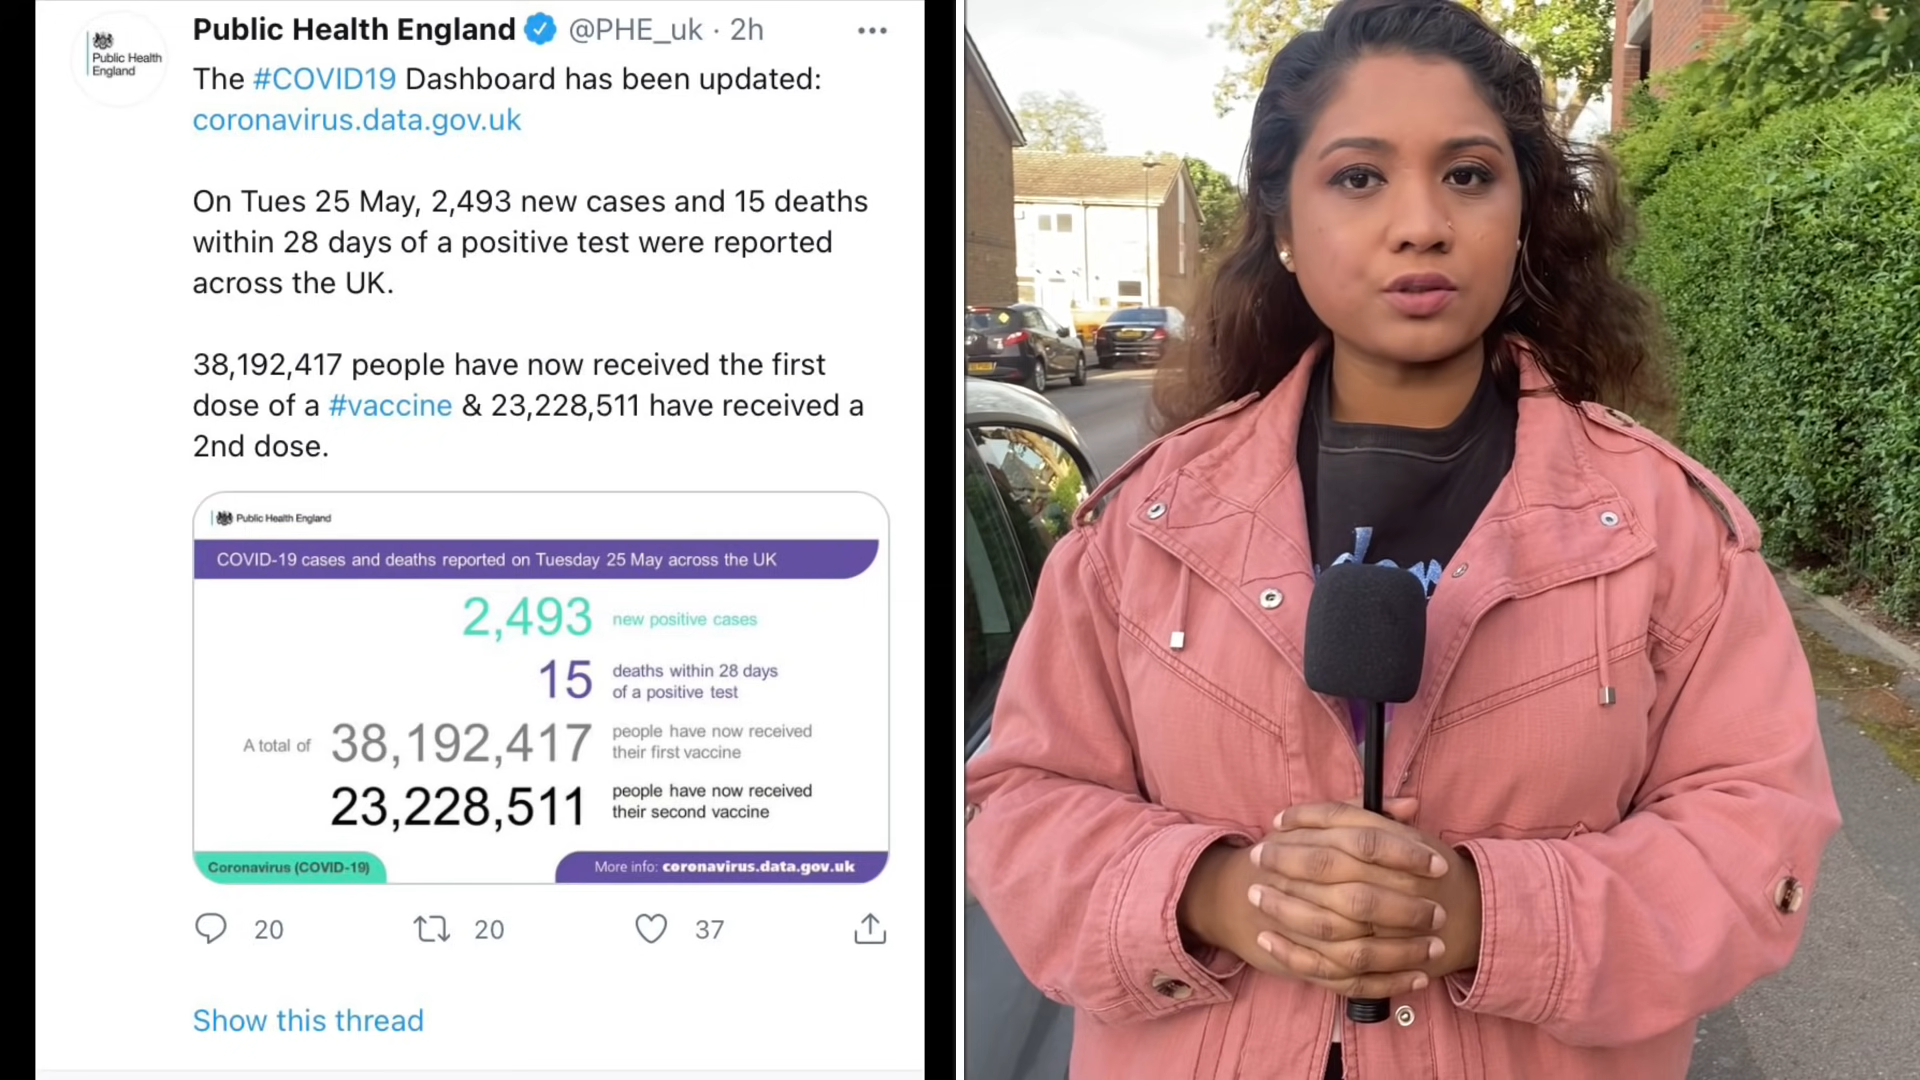 Public Health England @PHE_uk · 2h
Public Health
England
The #COVID19 Dashboard has been updated:
coronavirus.data.gov.uk
On Tues 25 May, 2,493 new cases and 15 deaths
within 28 days of a positive test were reported
across the UK.
38,192,417 people have now received the first
dose of a #vaccine & 23,228,511 have received a
2nd dose.
Public Health England
COVID-19 cases and deaths reported on Tuesday 25 May across the UK
2,493 new positive cases
15 deaths within 28 days
of a positive test
A total of 38,192,417 people have now received
their first vaccine
23,228,511 people have now received
their second vaccine
Coronavirus (COVID-19)
More info: coronavirus.data.gov.uk
20 20 37
Show this thread